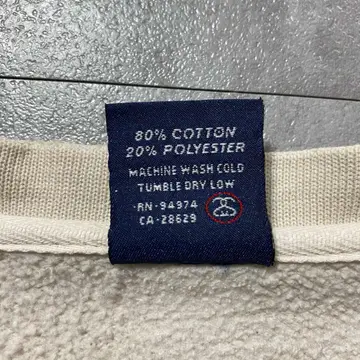 80% COTTON
20% POLYESTER
MACHINE WASH COLD
TUMBLE DRY LOW
RN-94974
CA-28629